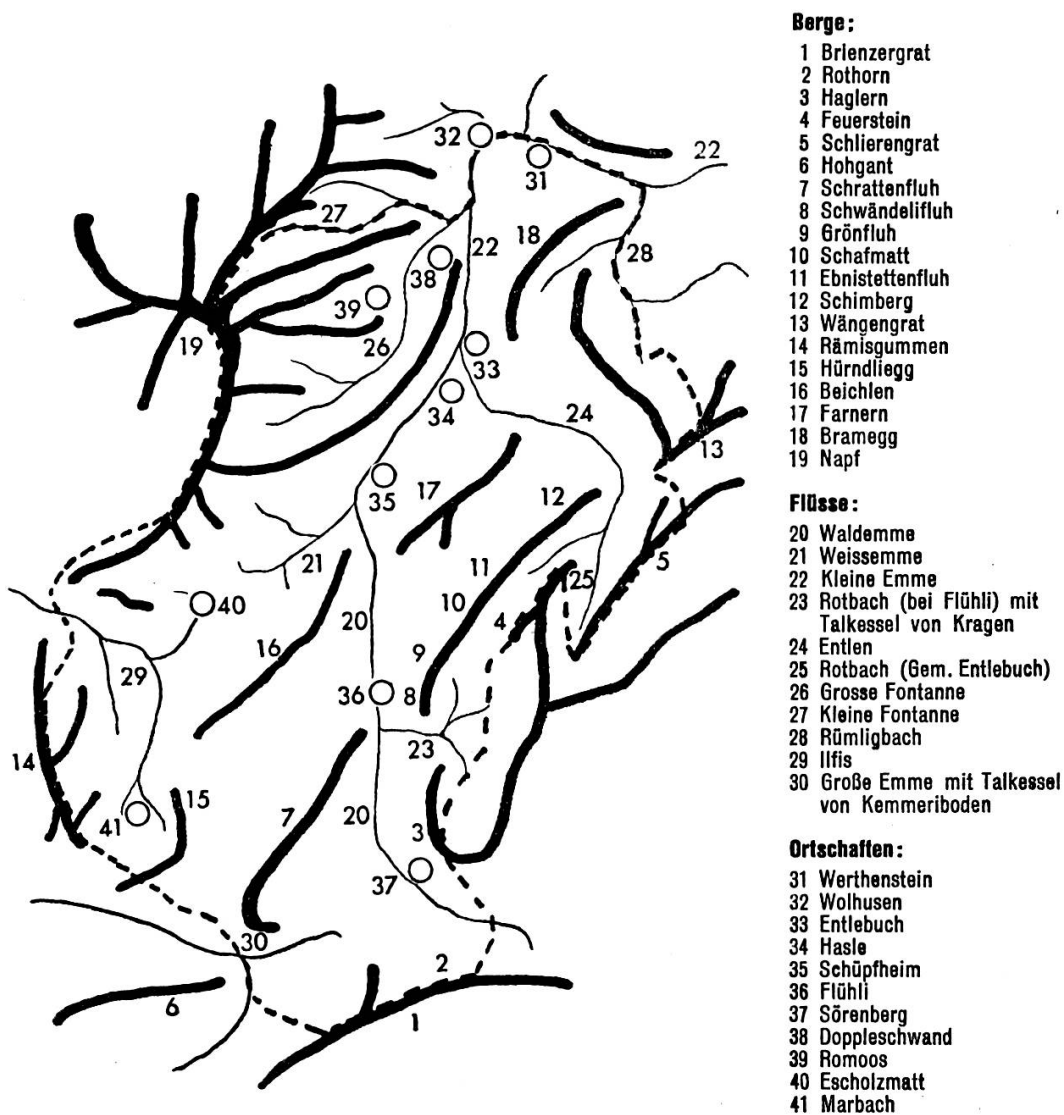 32
31
22
27
22
18
28
38
39
19
26
33
34
24
13
35
17
12
21
5
11
25
40
20
10
4
16
9
29
36
8
23
14
15
7
20
41
3
37
30
2
6
1
Berge:
1 Brienzergrat
2 Rothorn
3 Haglern
4 Feuerstein
5 Schlierengrat
6 Hohgant
7 Schrattenfluh
8 Schwändelifluh
9 Grönfluh
10 Schafmatt
11 Ebnistettenfluh
12 Schimberg
13 Wängengrat
14 Rämisgummen
15 Hürndliegg
16 Beichlen
17 Farnern
18 Bramegg
19 Napf
Flüsse:
20 Waldemme
21 Weissemme
22 Kleine Emme
23 Rotbach (bei Flühli) mit
Talkessel von Kragen
24 Entlen
25 Rotbach (Gem. Entlebuch)
26 Grosse Fontanne
27 Kleine Fontanne
28 Rümligbach
29 Ilfis
30 Große Emme mit Talkessel
von Kemmeriboden
Ortschaften:
31 Werthenstein
32 Wolhusen
33 Entlebuch
34 Hasle
35 Schüpfheim
36 Flühli
37 Sörenberg
38 Doppleschwand
39 Romoos
40 Escholzmatt
41 Marbach